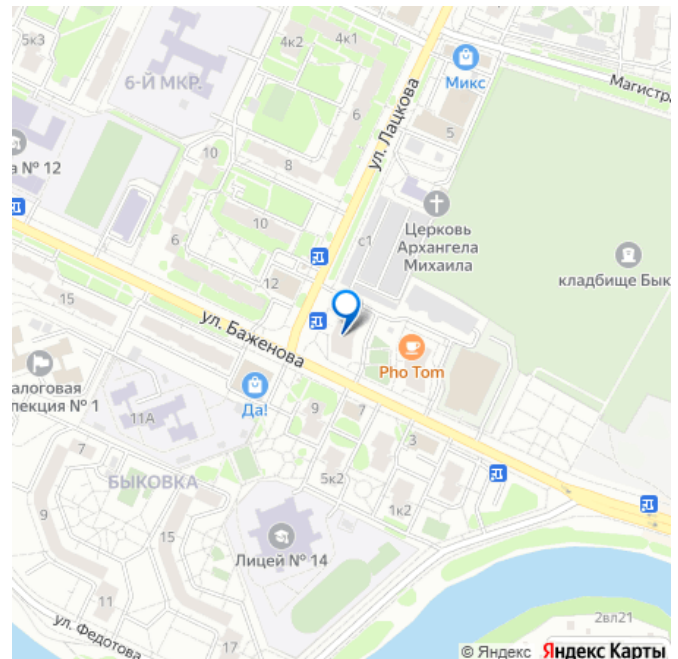 5к3
4к2
4к1
6-Й МКР.
Микс
Магистр
ул. Лацкова
6
5
а № 12
10
8
Церковь
Архангела
Михаила
с1
10
6
12
кладбище Бык
15
ул. Баженова
Pho Tom
алоговая
пекция № 1
Да!
11А
9
7
3
7
БЫКОВКА
5к2
1к2
9
15
Лицей № 14
11
17
ул. Федотова
2вл21
© Яндекс Яндекс Карты